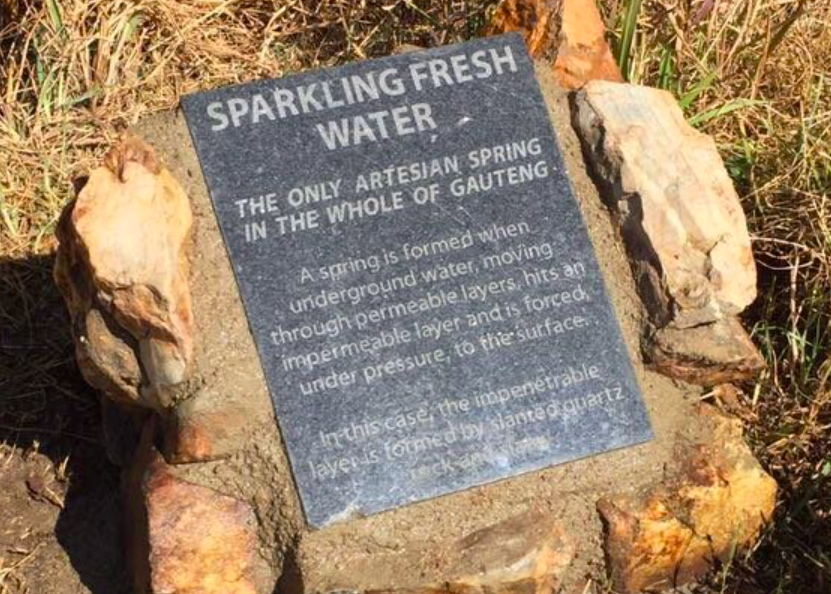 SPARKLING FRESH
WATER
THE ONLY ARTESIAN SPRING
IN THE WHOLE OF GAUTENG
A spring is formed when
underground water, moving
through permeable layers, hits an
impermeable layer and is forced,
under pressure, to the surface.
In this case, the impenetrable
layer is formed by slanted quartz
rock and